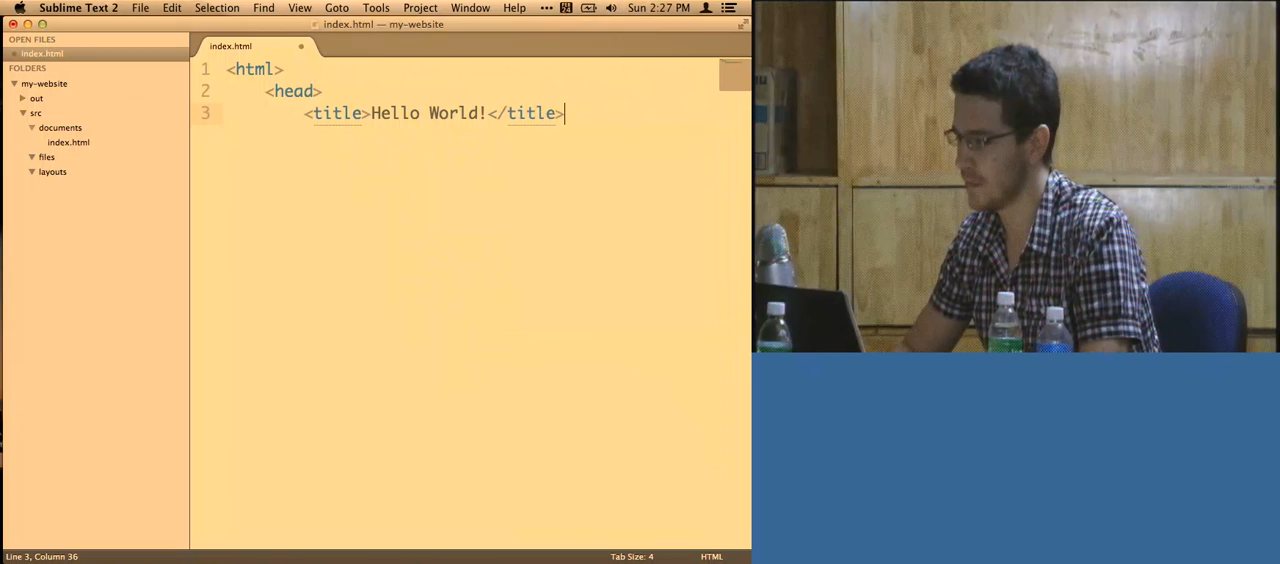 Sublime Text 2 File Edit Selection Find View Goto Tools Project Window Help ••• Sun 2:27 PM
index.html — my-website
OPEN FILES
index.html
FOLDERS
my-website
out
src
documents
index.html
files
layouts
index.html
1 <html>
2 <head>
3 <title>Hello World!</title>
Line 3, Column 36 Tab Size: 4 HTML